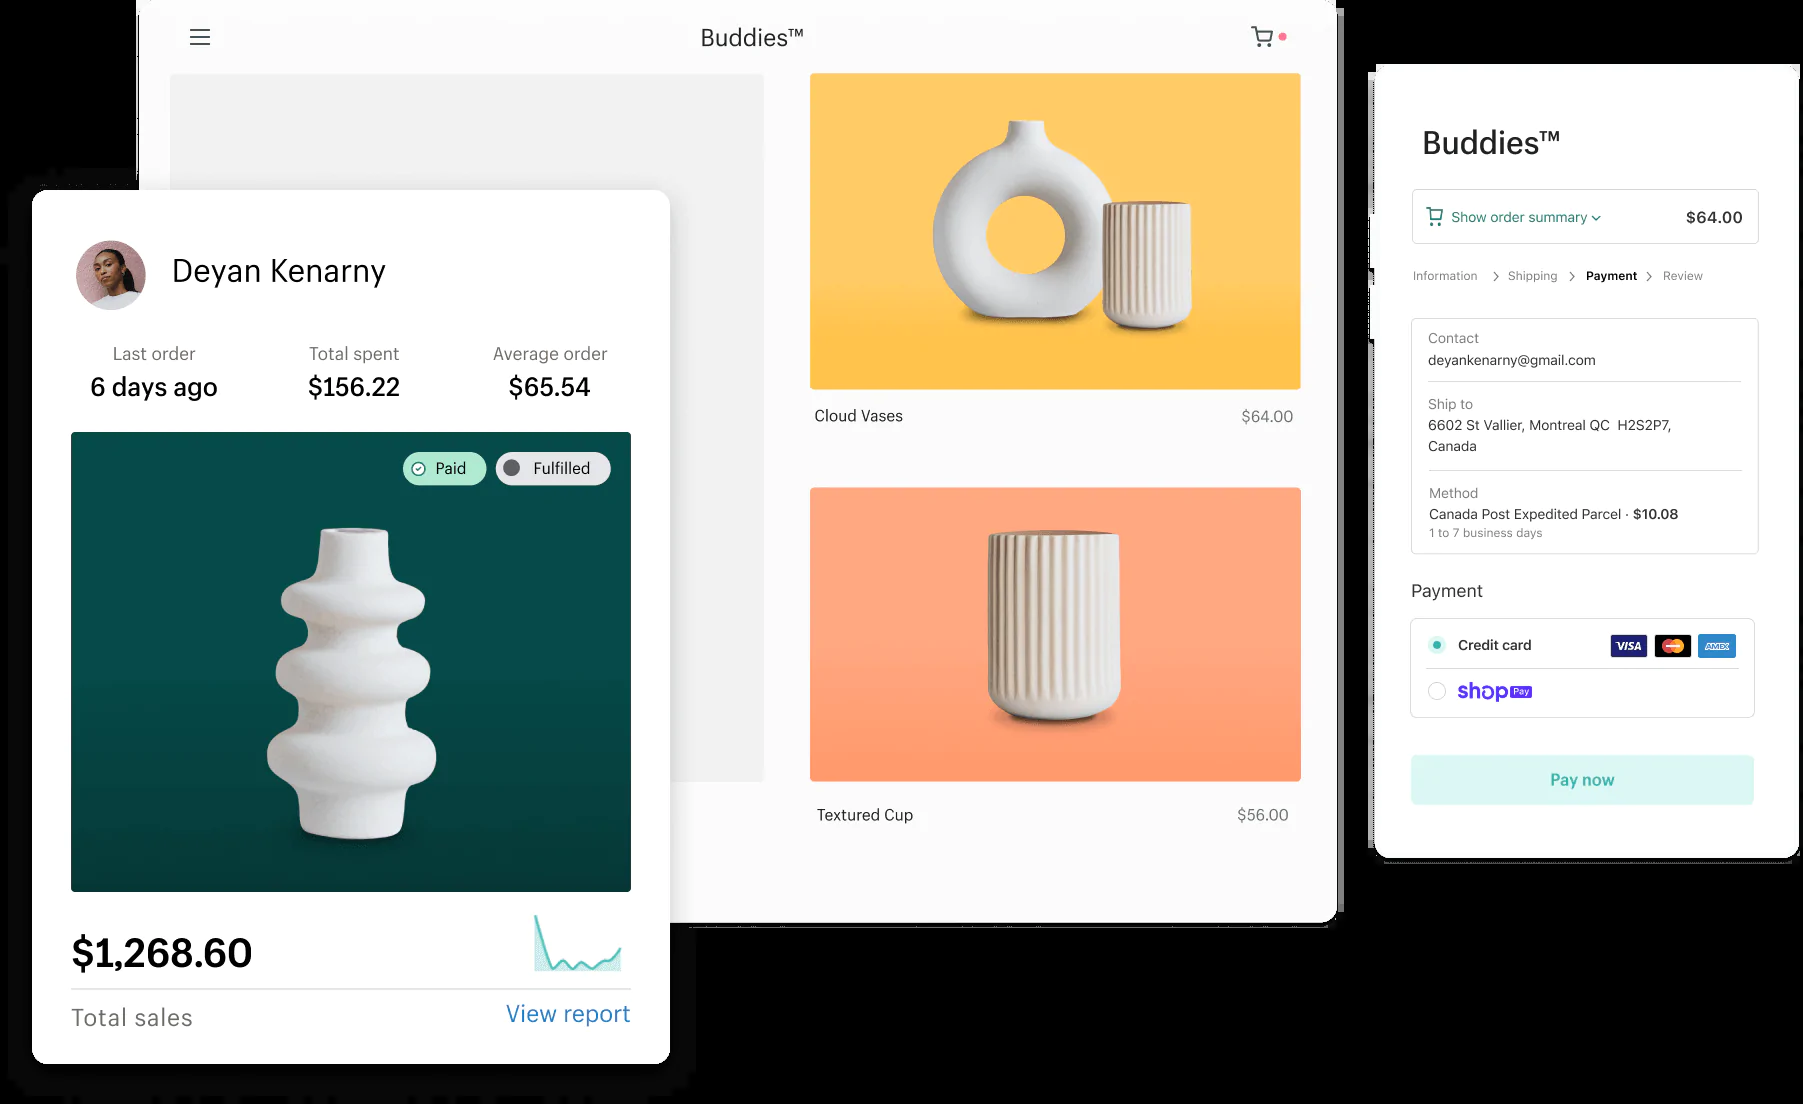 Buddies™
Cloud Vases $64.00
Textured Cup $56.00
Deyan Kenarny
Last order Total spent Average order
6 days ago $156.22 $65.54
Paid Fulfilled
$1,268.60
Total sales View report
Buddies™
Show order summary $64.00
Information Shipping Payment Review
Contact
deyankenarny@gmail.com
Ship to
6602 St Vallier, Montreal QC H2S2P7,
Canada
Method
Canada Post Expedited Parcel · $10.08
1 to 7 business days
Payment
Credit card VISA AMEX
shop Pay
Pay now